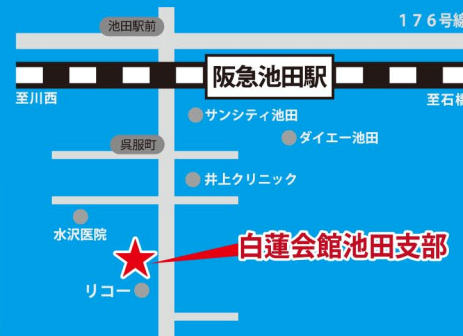 池田駅前
176号線
阪急池田駅
至川西
至石橋
サンシティ池田
ダイエー池田
呉服町
井上クリニック
水沢医院
白蓮会館池田支部
リコー